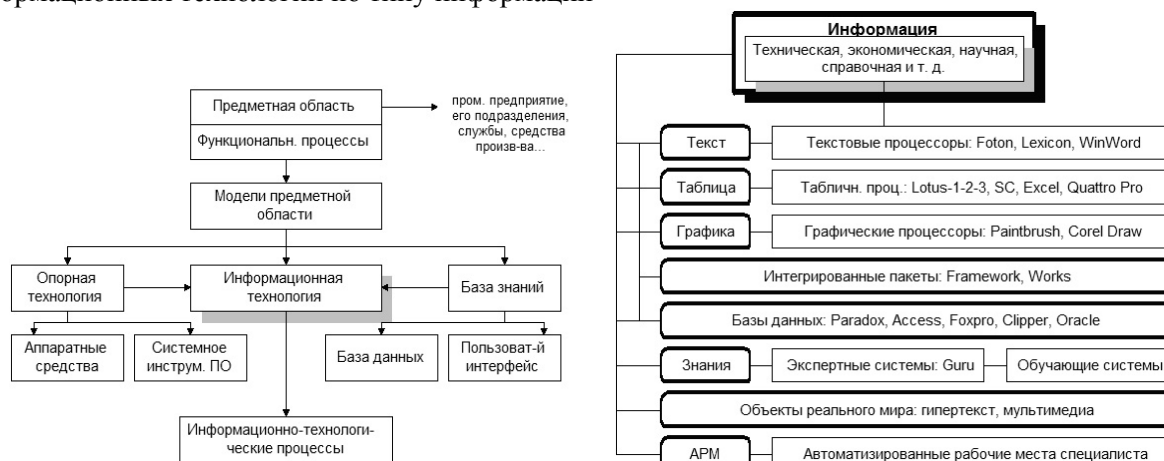 ормационных технологий по типу информации
Предметная область
Функциональн. процессы
пром. предприятие,
его подразделения,
службы, средства
произв-ва...
Модели предметной
области
Опорная
технология
Информационная
технология
База знаний
Аппаратные
средства
Системное
инструм. ПО
База данных
Пользоват-й
интерфейс
Информационно-технологи-
ческие процессы
Информация
Техническая, экономическая, научная,
справочная и т. д.
Текст
Текстовые процессоры: Foton, Lexicon, WinWord
Таблица
Табличн. проц.: Lotus-1-2-3, SC, Excel, Quattro Pro
Графика
Графические процессоры: Paintbrush, Corel Draw
Интегрированные пакеты: Framework, Works
Базы данных: Paradox, Access, Foxpro, Clipper, Oracle
Знания
Экспертные системы: Guru
Обучающие системы
Объекты реального мира: гипертекст, мультимедиа
АРМ
Автоматизированные рабочие места специалиста